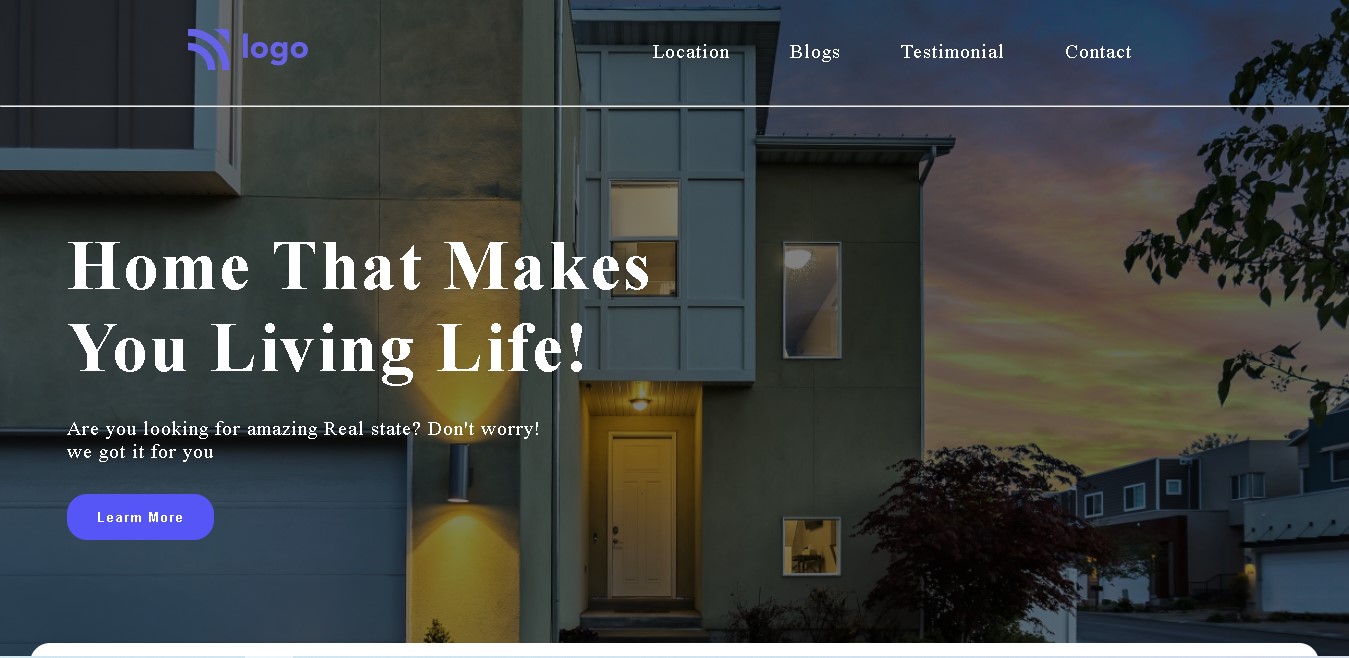 logo
Location Blogs Testimonial Contact
Home That Makes
You Living Life!
Are you looking for amazing Real state? Don't worry!
we got it for you
Learn More